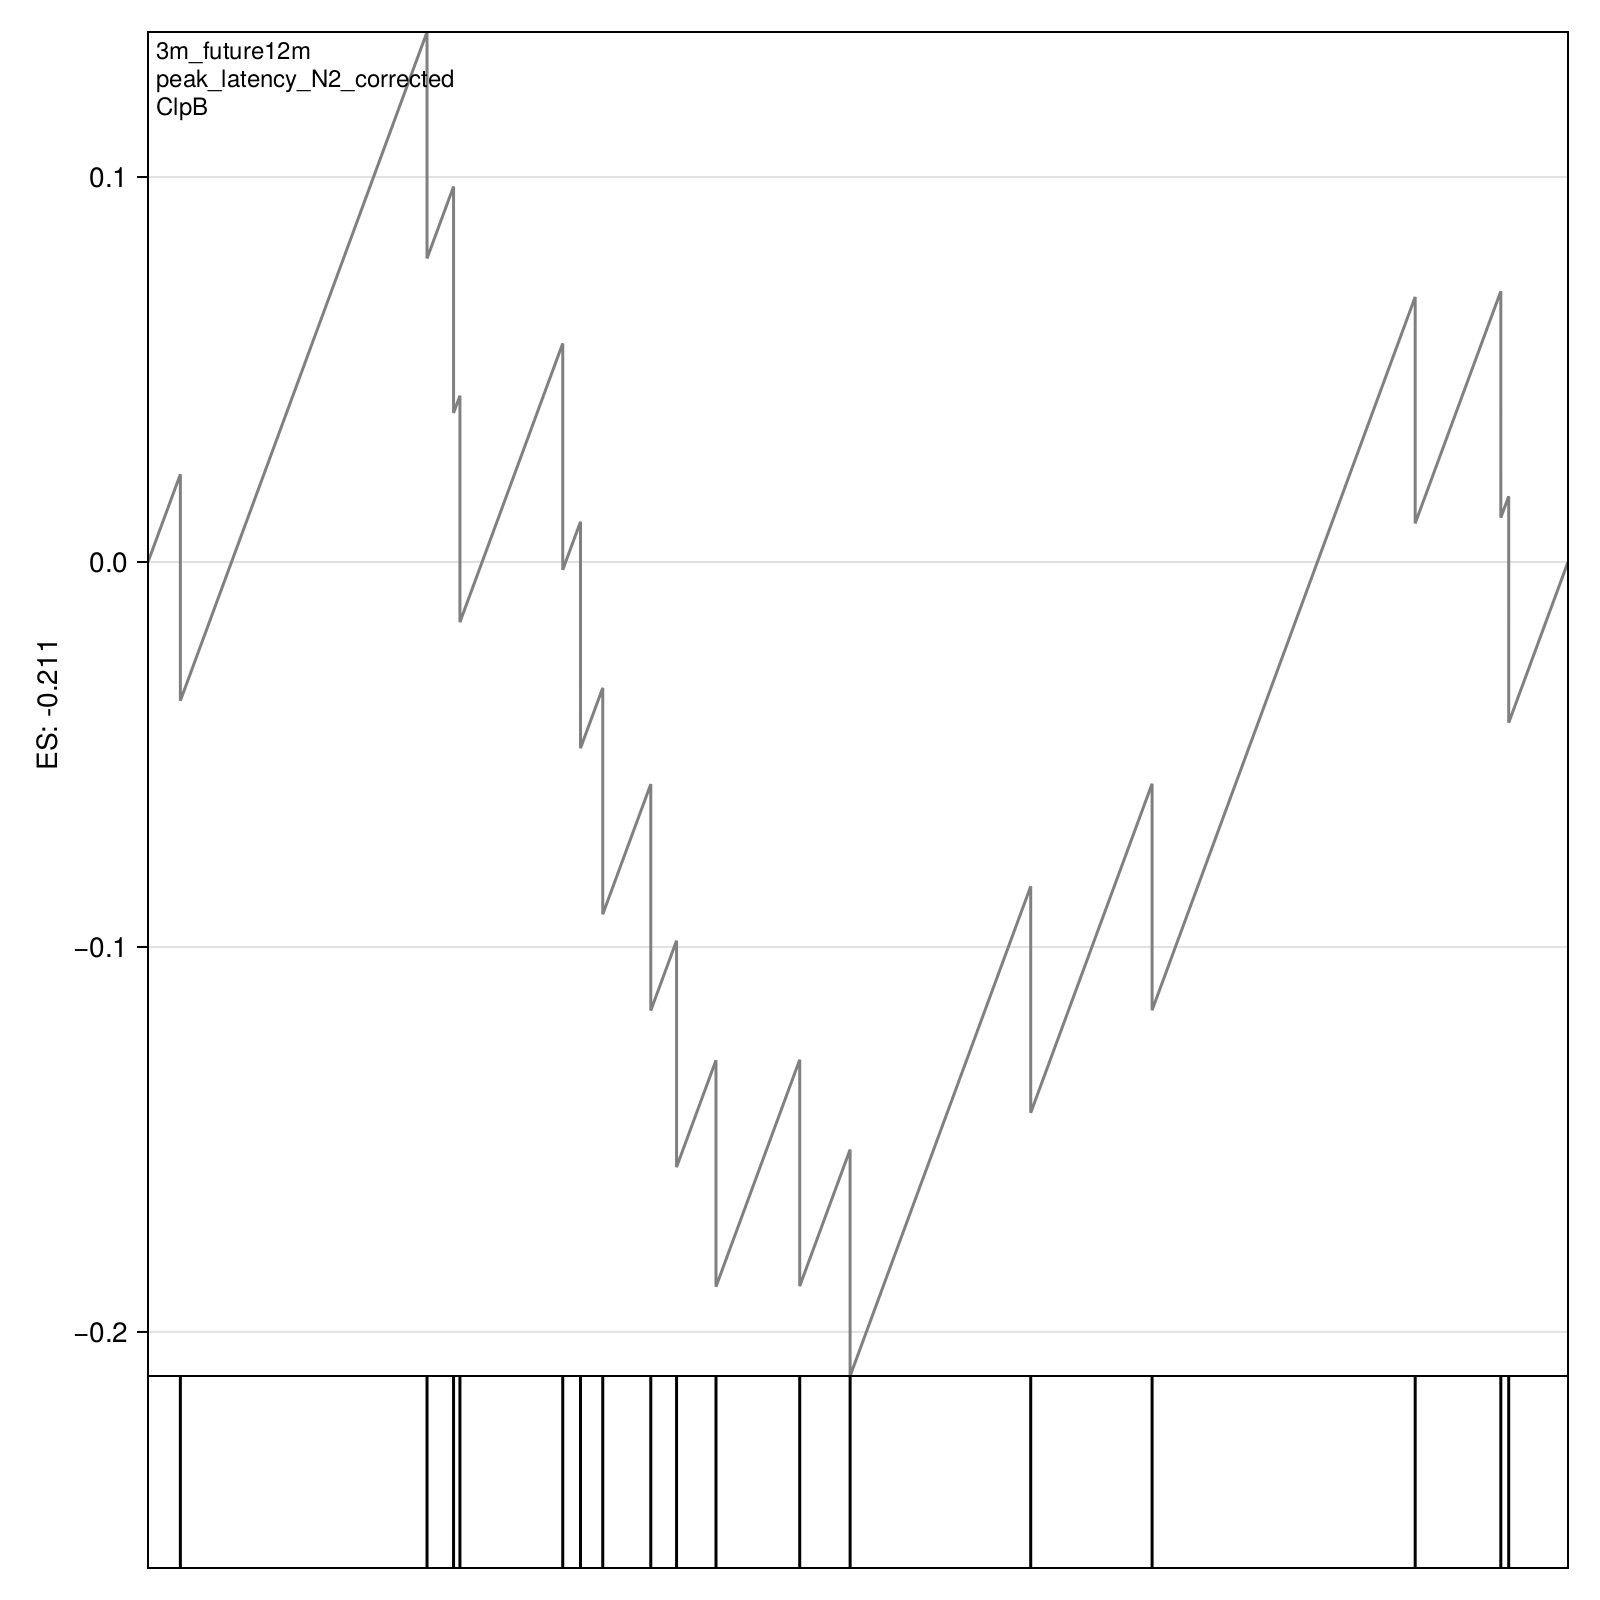 3m_future12m
peak_latency_N2_corrected
ClpB
0.1
0.0
−0.1
−0.2
ES: -0.211